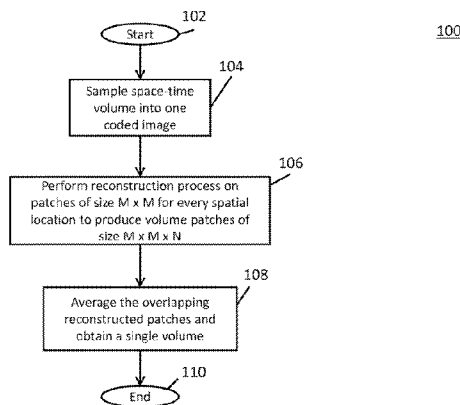 102
100
Start
104
Sample space-time
volume into one
coded image
106
Perform reconstruction process on
patches of size M x M for every spatial
location to produce volume patches of
size M x M x N
108
Average the overlapping
reconstructed patches and
obtain a single volume
110
End